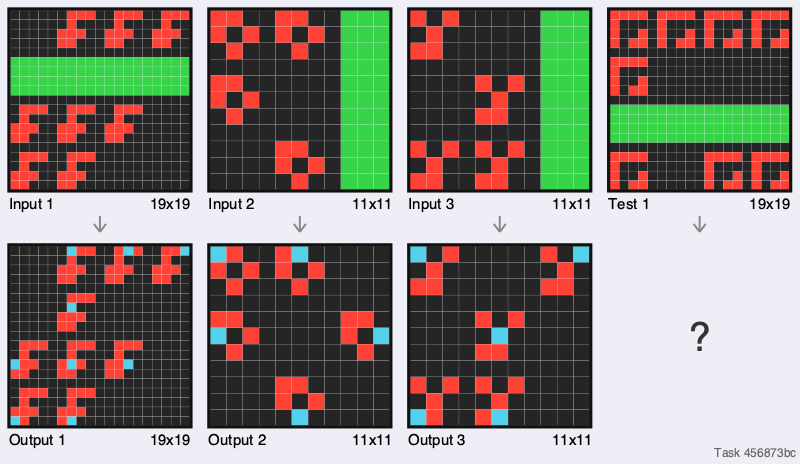 Input 1 19x19
Input 2 11x11
Input 3 11x11
Test 1 19x19
?
Output 1 19x19
Output 2 11x11
Output 3 11x11
Task 456873bc